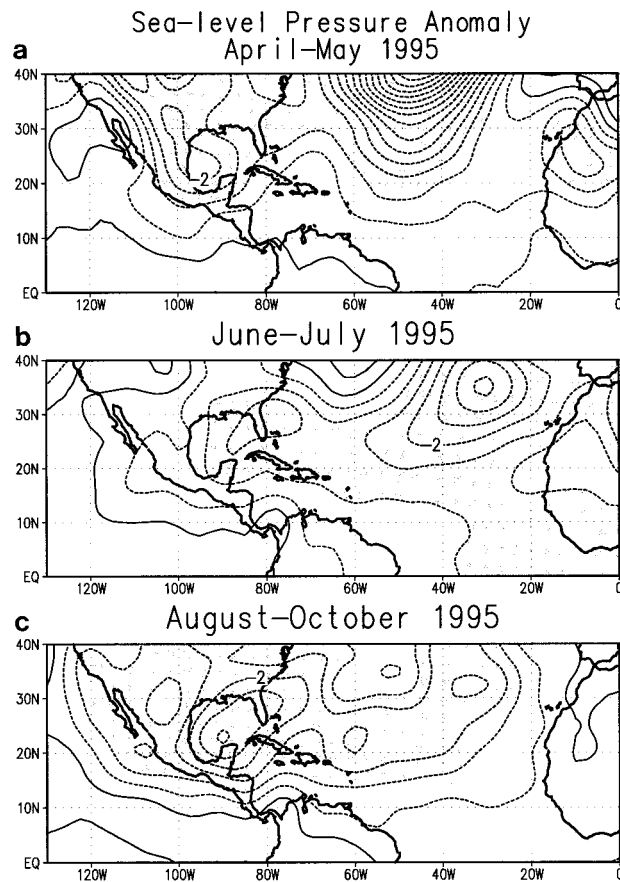 Sea-level Pressure Anomaly
a April-May 1995
40N
30N
-2
20N
10N
EQ
120W 100W 80W 60W 40W 20W 0
b June-July 1995
40N
30N
-2
20N
10N
EQ
120W 100W 80W 60W 40W 20W 0
c August-October 1995
40N
-2
30N
20N
10N
EQ
120W 100W 80W 60W 40W 20W 0